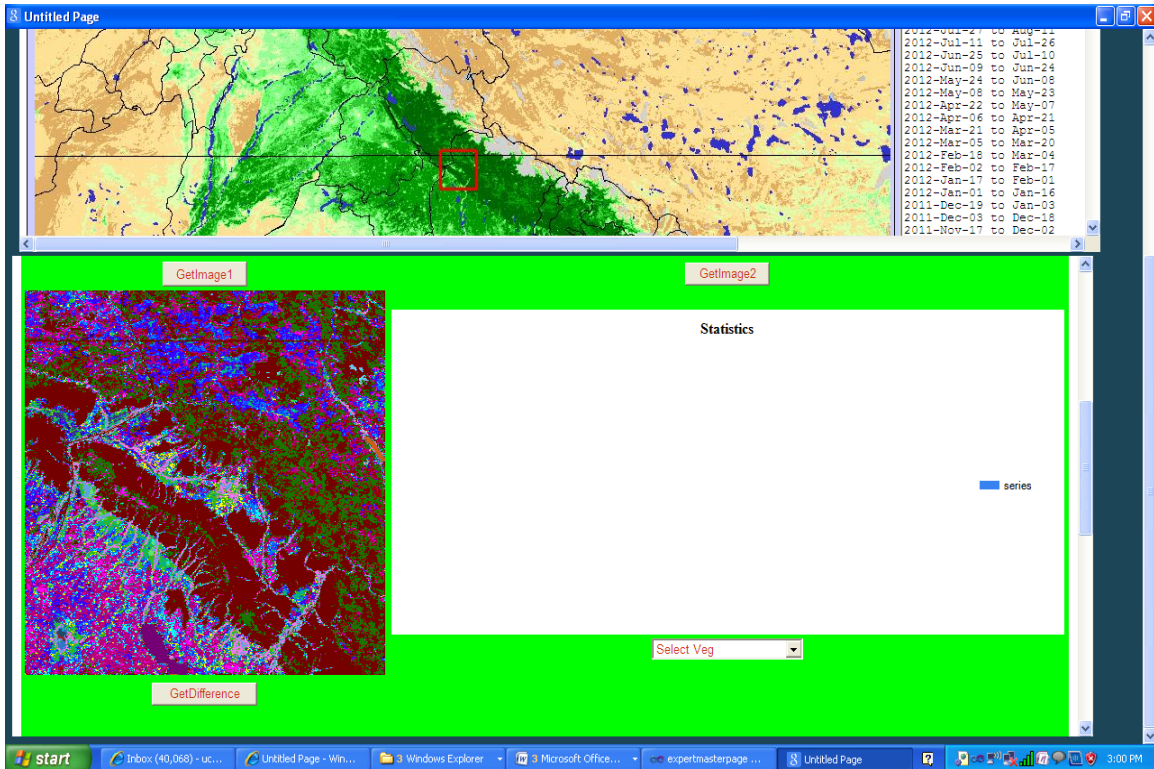 Untitled Page
2012-Jul-27 to Aug-11
2012-Jul-11 to Jul-26
2012-Jun-25 to Jul-10
2012-Jun-09 to Jun-24
2012-May-24 to Jun-08
2012-May-08 to May-23
2012-Apr-22 to May-07
2012-Apr-06 to Apr-21
2012-Mar-21 to Apr-05
2012-Mar-05 to Mar-20
2012-Feb-18 to Mar-04
2012-Feb-02 to Feb-17
2012-Jan-17 to Feb-01
2012-Jan-01 to Jan-16
2011-Dec-19 to Jan-03
2011-Dec-03 to Dec-18
2011-Nov-17 to Dec-02
GetImage1
GetImage2
Statistics
series
Select Veg
GetDifference
start
Inbox (40,068) - uc...
Untitled Page - Win...
3 Windows Explorer
3 Microsoft Office...
expertmasterpage ...
Untitled Page
3:00 PM